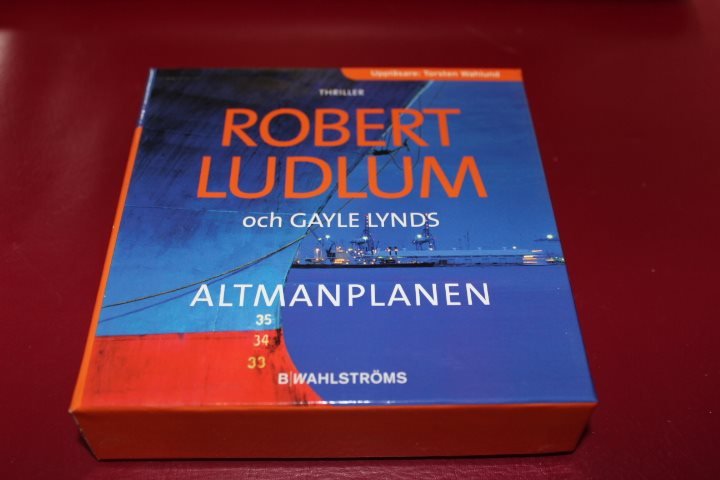 Uppläsare: Torsten Wahlund
THRILLER
ROBERT
LUDLUM
och GAYLE LYNDS
ALTMANPLANEN
35
34
33
B WAHLSTRÖMS